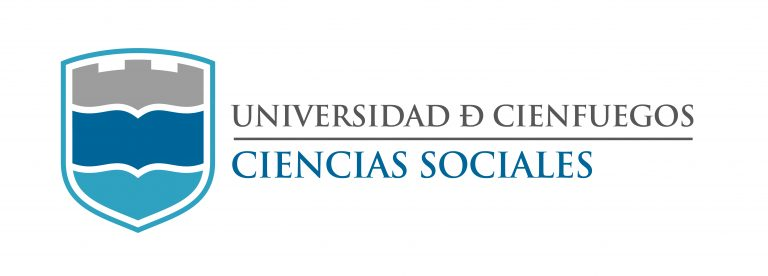 UNIVERSIDAD Ð CIENFUEGOS
CIENCIAS SOCIALES